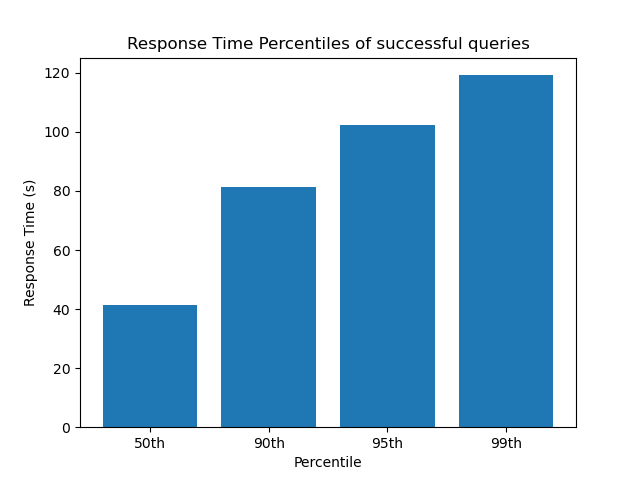 Response Time Percentiles of successful queries
120
100
80
60
40
20
0
Response Time (s)
50th 90th 95th 99th
Percentile